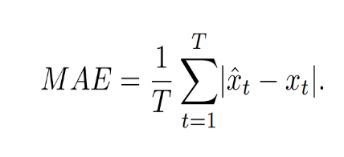 MAE = \frac{1}{T} \sum_{t=1}^{T} |\hat{x}_t - x_t|.